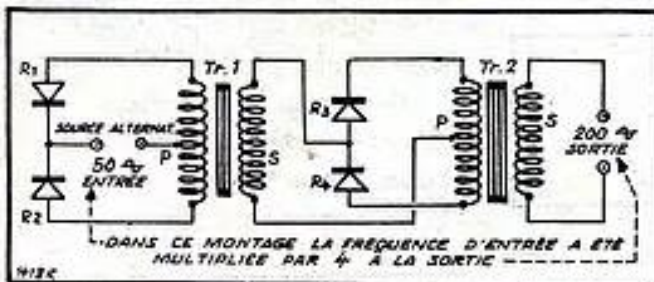 R1
Tr.1
Tr.2
SOURCE ALTERNAT.
P
S
R3
P
S
200 ∿
SORTIE
50 ∿
ENTRÉE
R4
R2
DANS CE MONTAGE LA FRÉQUENCE D'ENTRÉE A ÉTÉ
MULTIPLIÉE PAR 4 A LA SORTIE